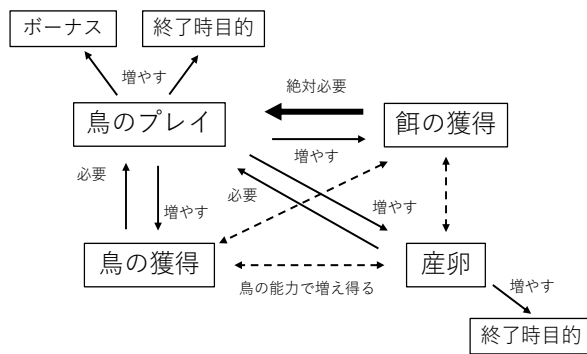 ボーナス
終了時目的
増やす
絶対必要
鳥のプレイ
餌の獲得
増やす
必要
必要
増やす
増やす
鳥の獲得
産卵
鳥の能力で増え得る
増やす
終了時目的